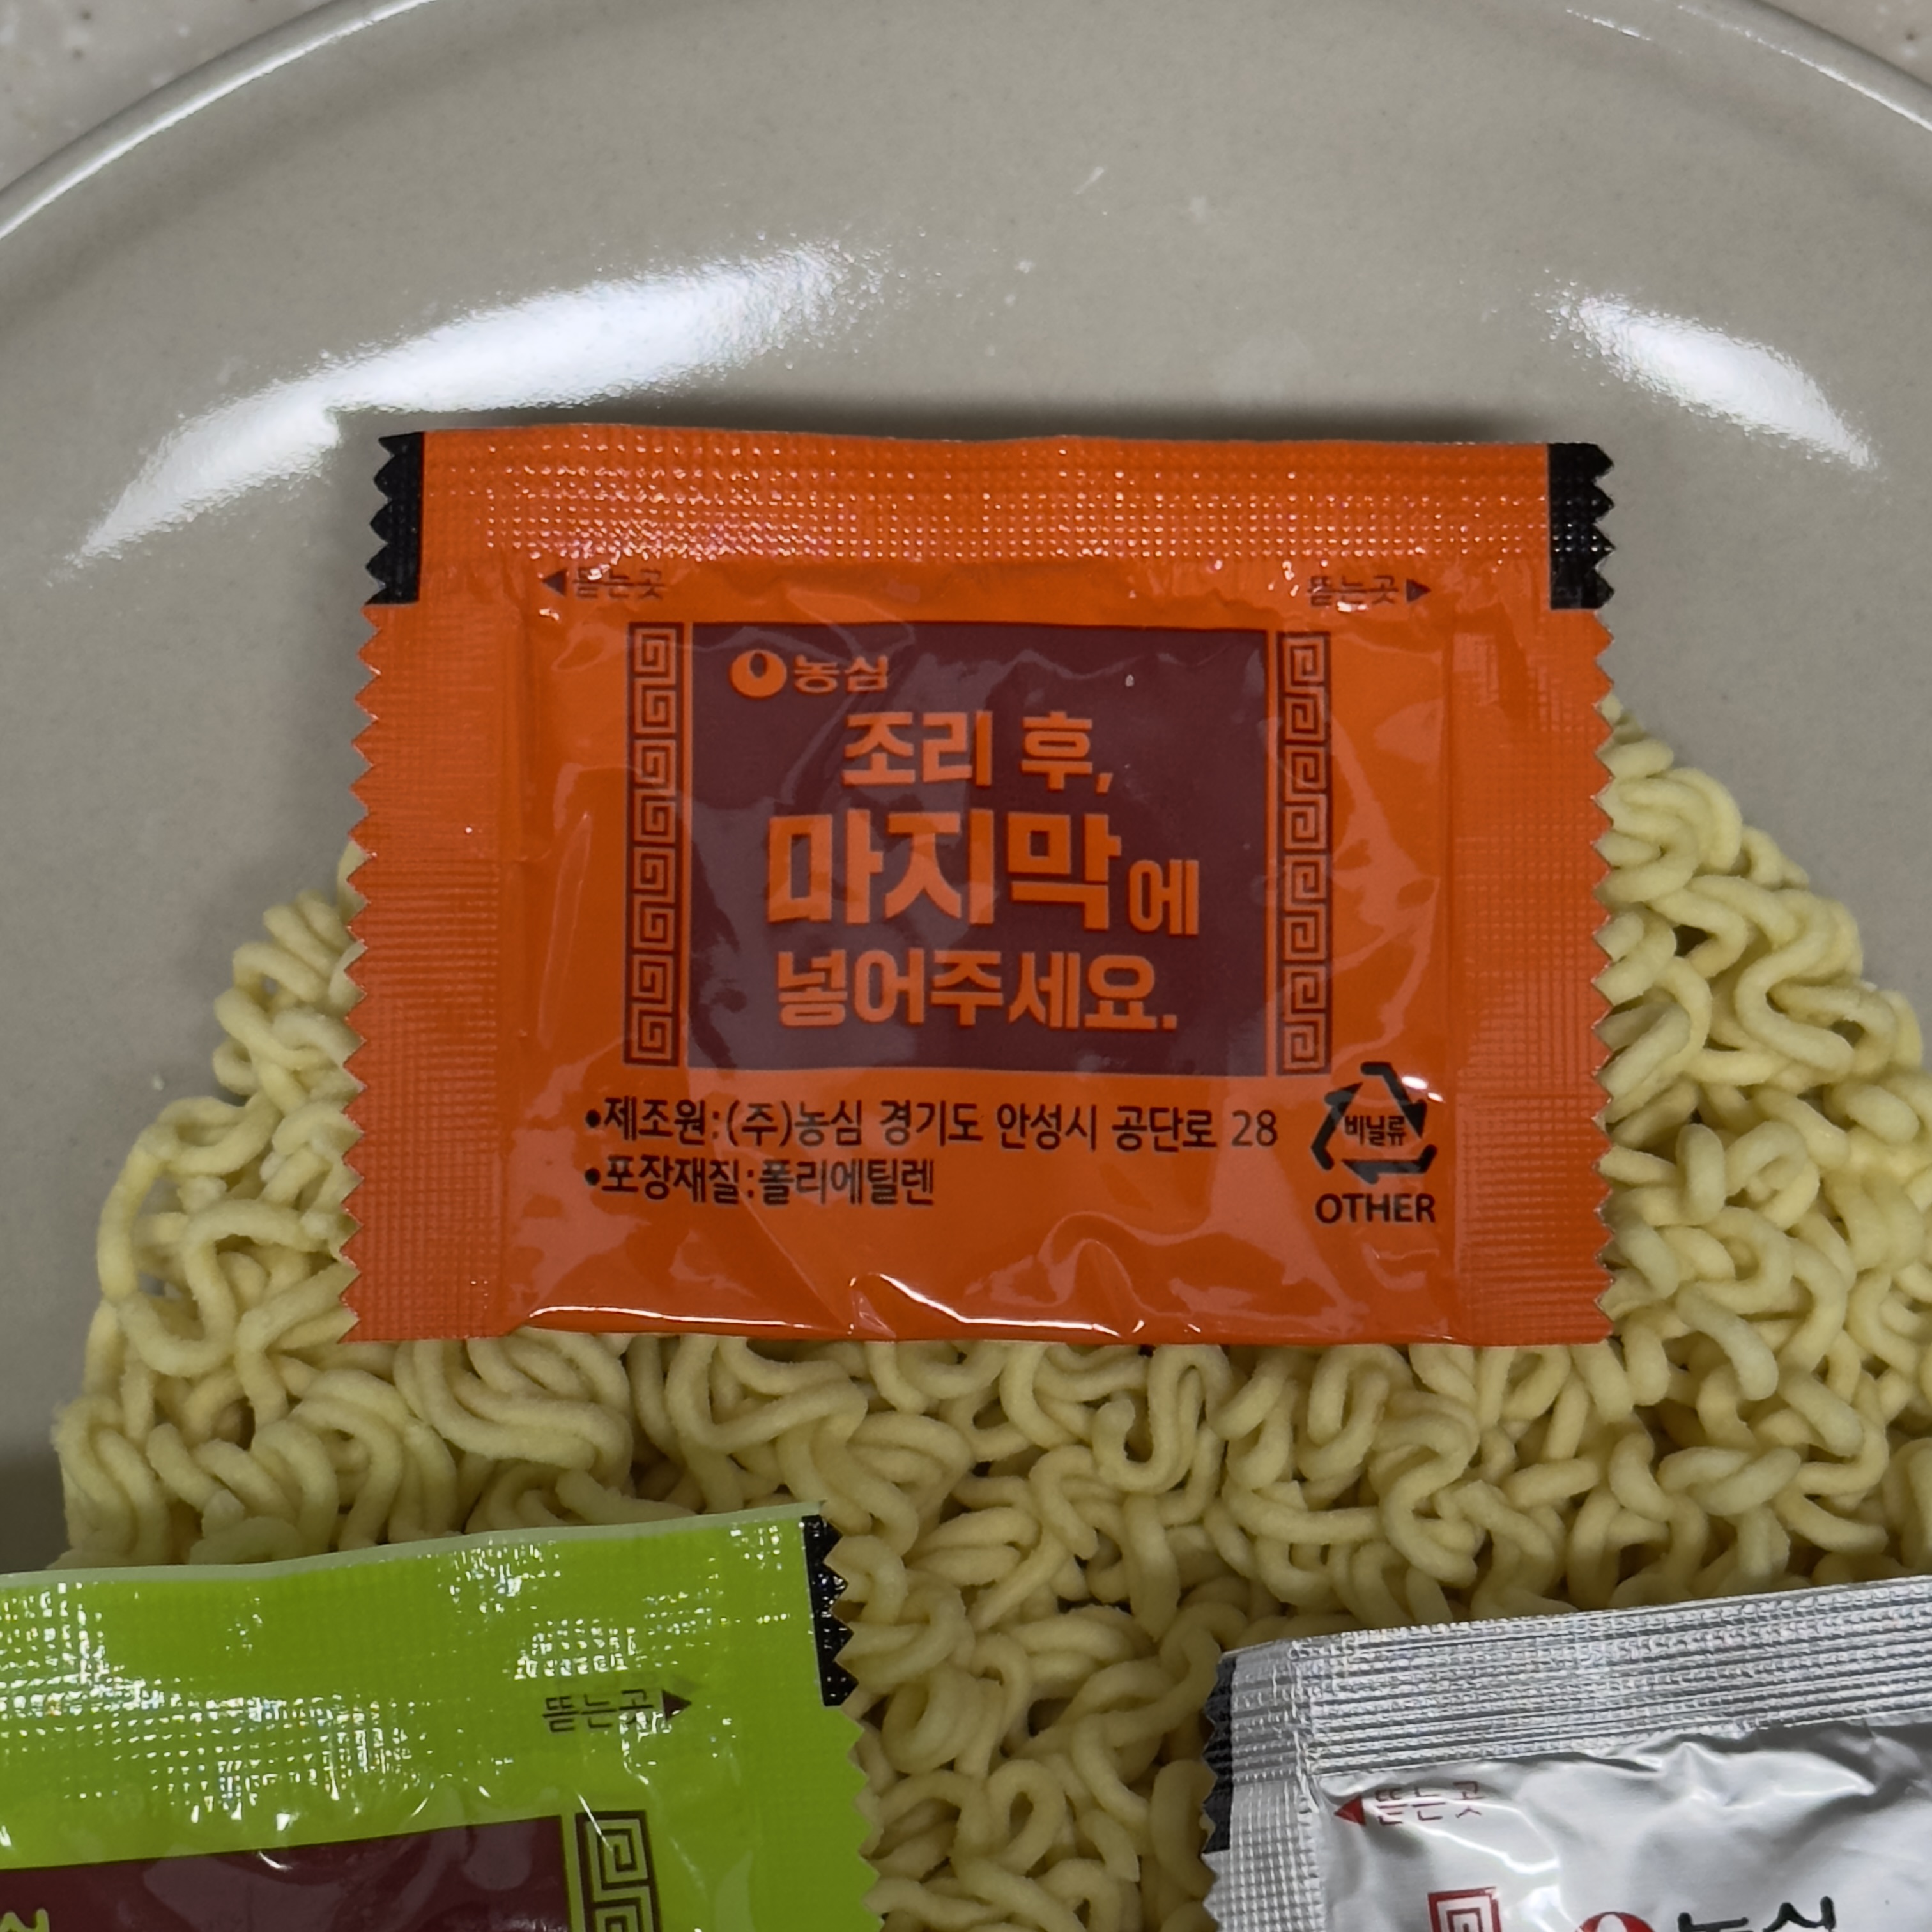 뜯는곳 뜯는곳
농심
조리 후,
마지막에
넣어주세요.
•제조원:(주)농심 경기도 안성시 공단로 28
•포장재질:폴리에틸렌
비닐류
OTHER
뜯는곳
뜯는곳
농심